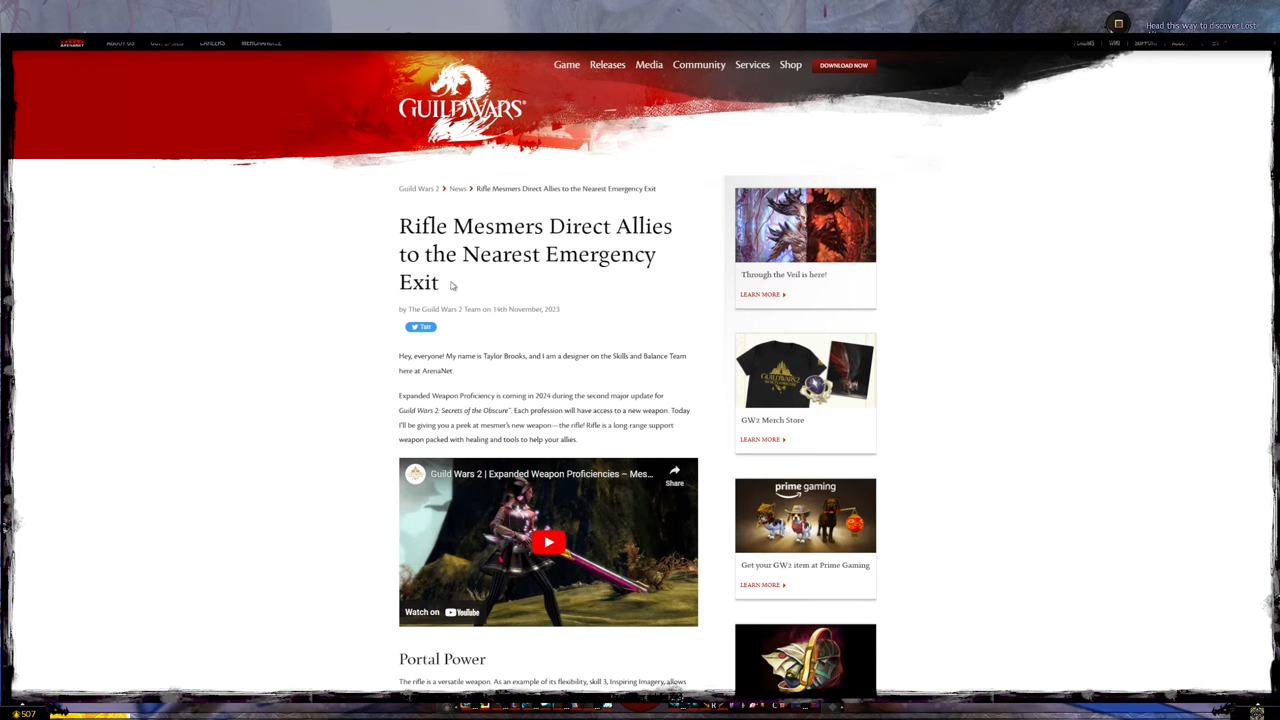 Head this way to discover Lost
ABOUT US
CAREERS
MERCHANDISE
Game Releases Media Community Services Shop DOWNLOAD NOW
GUILD WARS 2
Guild Wars 2 News Rifle Mesmers Direct Allies to the Nearest Emergency Exit
Rifle Mesmers Direct Allies
to the Nearest Emergency
Exit
by The Guild Wars 2 Team on 14th November, 2023
Hey, everyone! My name is Taylor Brooks, and I am a designer on the Skills and Balance Team
here at ArenaNet.
Expanded Weapon Proficiency is coming in 2024 during the second major update for
Guild Wars 2: Secrets of the Obscure™. Each profession will have access to a new weapon. Today
I'll be giving you a peek at mesmer's new weapon—the rifle! Rifle is a long-range support
weapon packed with healing and tools to help your allies.
Guild Wars 2 | Expanded Weapon Proficiencies – Mes...
Share
Watch on YouTube
Portal Power
The rifle is a versatile weapon. As an example of its flexibility, skill 3, Inspiring Imagery, allows
Through the Veil is here!
LEARN MORE
GUILD WARS 2
GW2 Merch Store
LEARN MORE
prime gaming
Get your GW2 item at Prime Gaming
LEARN MORE
507